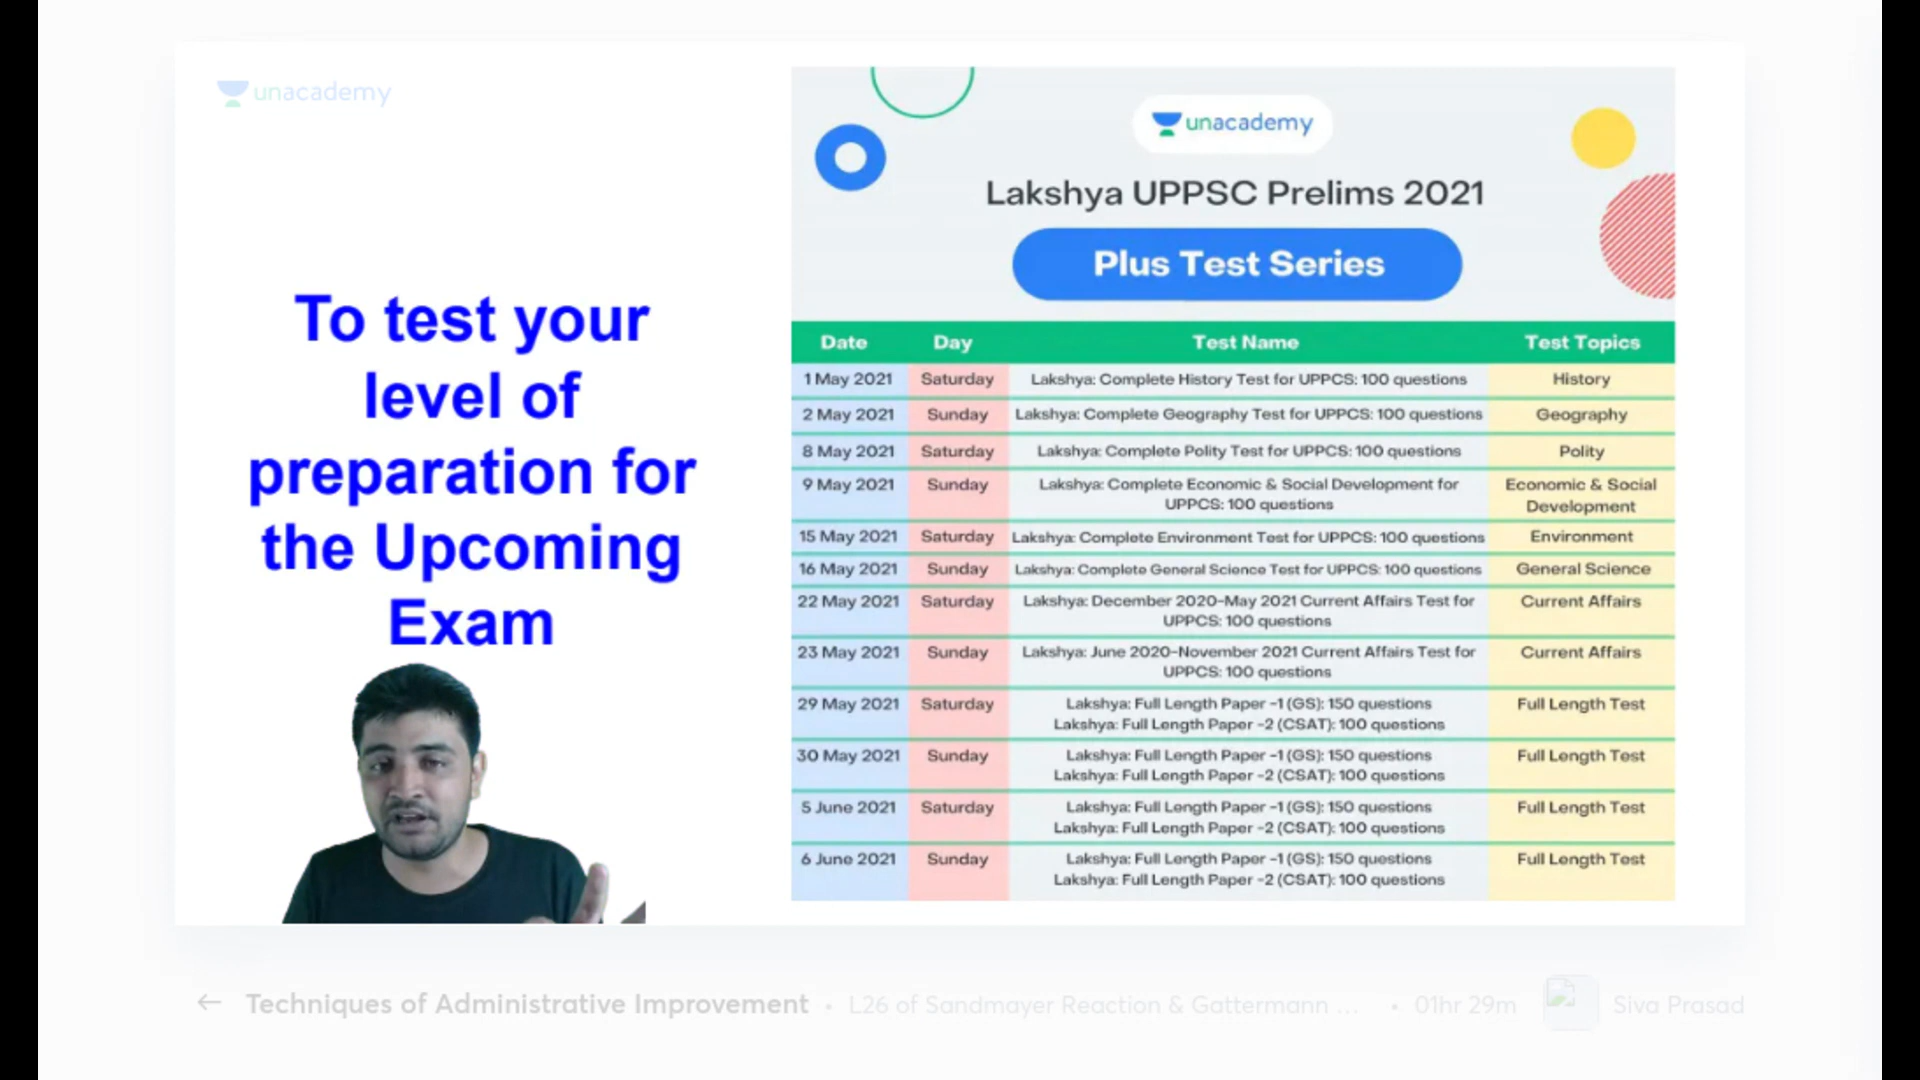 unacademy
To test your
level of
preparation for
the Upcoming
Exam
unacademy
Lakshya UPPSC Prelims 2021
Plus Test Series
Date Day Test Name Test Topics
1 May 2021 Saturday Lakshya: Complete History Test for UPPCS: 100 questions History
2 May 2021 Sunday Lakshya: Complete Geography Test for UPPCS: 100 questions Geography
8 May 2021 Saturday Lakshya: Complete Polity Test for UPPCS: 100 questions Polity
9 May 2021 Sunday Lakshya: Complete Economic & Social Development for Economic & Social
UPPCS: 100 questions Development
15 May 2021 Saturday Lakshya: Complete Environment Test for UPPCS: 100 questions Environment
16 May 2021 Sunday Lakshya: Complete General Science Test for UPPCS: 100 questions General Science
22 May 2021 Saturday Lakshya: December 2020-May 2021 Current Affairs Test for Current Affairs
UPPCS: 100 questions
23 May 2021 Sunday Lakshya: June 2020-November 2021 Current Affairs Test for Current Affairs
UPPCS: 100 questions
29 May 2021 Saturday Lakshya: Full Length Paper -1 (GS): 150 questions Full Length Test
Lakshya: Full Length Paper -2 (CSAT): 100 questions
30 May 2021 Sunday Lakshya: Full Length Paper -1 (GS): 150 questions Full Length Test
Lakshya: Full Length Paper -2 (CSAT): 100 questions
5 June 2021 Saturday Lakshya: Full Length Paper -1 (GS): 150 questions Full Length Test
Lakshya: Full Length Paper -2 (CSAT): 100 questions
6 June 2021 Sunday Lakshya: Full Length Paper -1 (GS): 150 questions Full Length Test
Lakshya: Full Length Paper -2 (CSAT): 100 questions
Techniques of Administrative Improvement • L26 of Sandmayer Reaction & Gattermann ... • 01hr 29m Siva Prasad